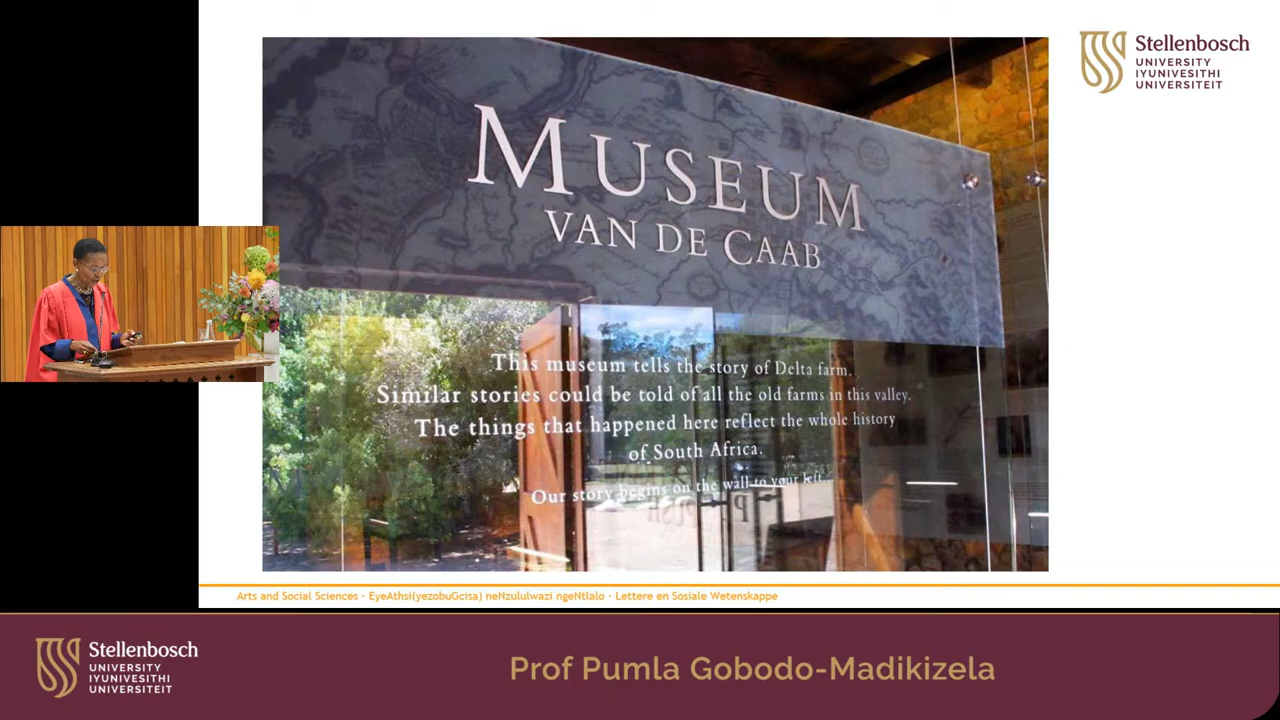 Stellenbosch
UNIVERSITY
IYUNIVESITHI
UNIVERSITEIT
MUSEUM
VAN DE CAAB
This museum tells the story of Delta farm.
Similar stories could be told of all the old farms in this valley.
The things that happened here reflect the whole history
of South Africa.
Our story begins on the wall to your left...
Arts and Social Sciences · EyeAthsi(yezobuGcisa) neNzululwazi ngeNtlalo · Lettere en Sosiale Wetenskappe
Stellenbosch
UNIVERSITY
IYUNIVESITHI
UNIVERSITEIT
Prof Pumla Gobodo-Madikizela